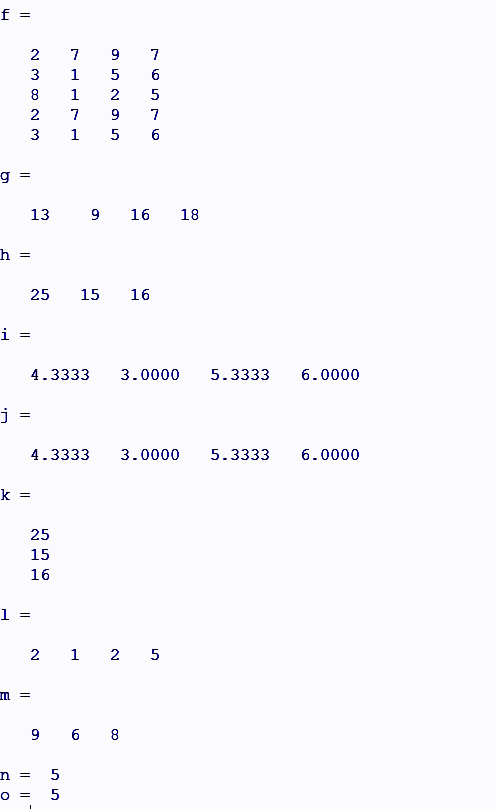 f =
2 7 9 7
3 1 5 6
8 1 2 5
2 7 9 7
3 1 5 6
g =
13 9 16 18
h =
25 15 16
i =
4.3333 3.0000 5.3333 6.0000
j =
4.3333 3.0000 5.3333 6.0000
k =
25
15
16
l =
2 1 2 5
m =
9 6 8
n = 5
o = 5